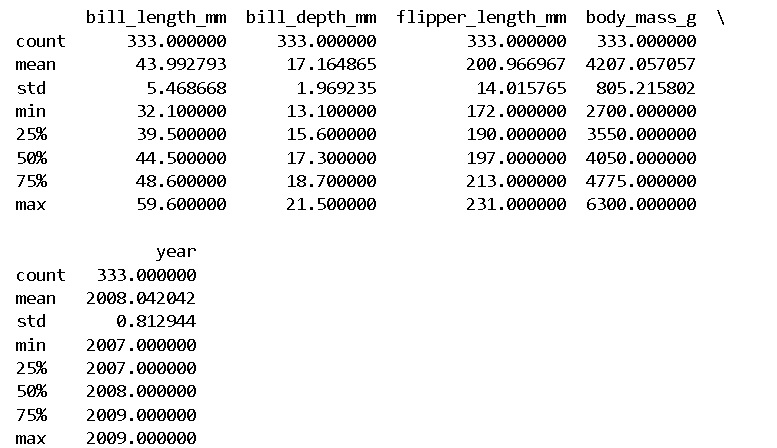 bill_length_mm bill_depth_mm flipper_length_mm body_mass_g \
count 333.000000 333.000000 333.000000 333.000000
mean 43.992793 17.164865 200.966967 4207.057057
std 5.468668 1.969235 14.015765 805.215802
min 32.100000 13.100000 172.000000 2700.000000
25% 39.500000 15.600000 190.000000 3550.000000
50% 44.500000 17.300000 197.000000 4050.000000
75% 48.600000 18.700000 213.000000 4775.000000
max 59.600000 21.500000 231.000000 6300.000000
year
count 333.000000
mean 2008.042042
std 0.812944
min 2007.000000
25% 2007.000000
50% 2008.000000
75% 2009.000000
max 2009.000000